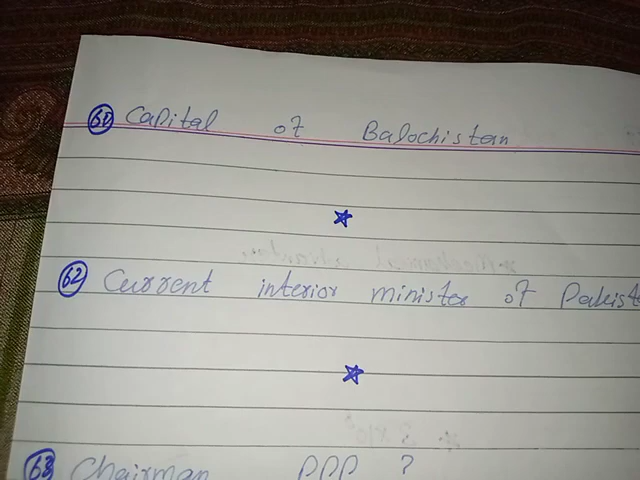 61 Capital of Balochistan
62 Current interior minister of Pakist
63 Chairman PPP ?